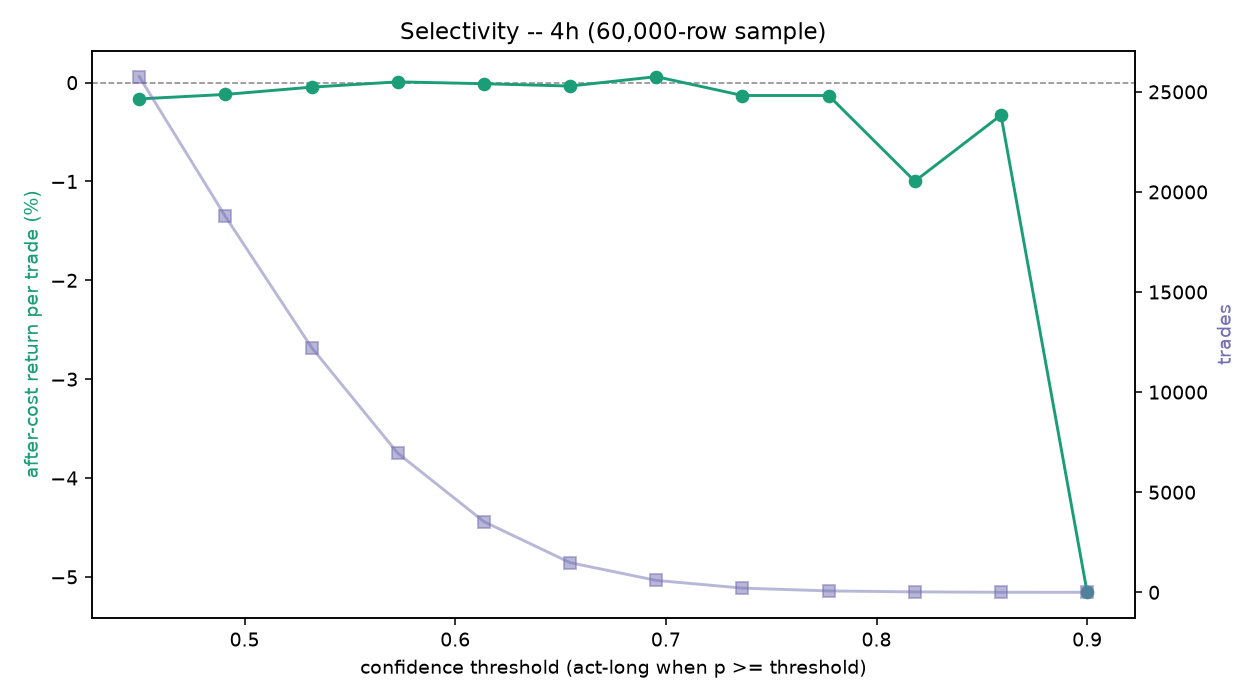 Selectivity -- 4h (60,000-row sample)
after-cost return per trade (%)
0
−1
−2
−3
−4
−5
25000
20000
15000
10000
5000
0
trades
0.5 0.6 0.7 0.8 0.9
confidence threshold (act-long when p >= threshold)